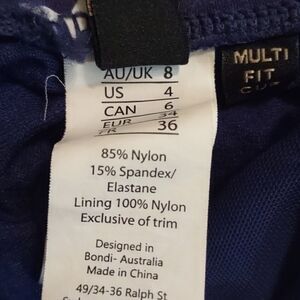 AU/UK 8
US 4
CAN 6
EUR 34
FR 36
85% Nylon
15% Spandex/
Elastane
Lining 100% Nylon
Exclusive of trim
Designed in
Bondi- Australia
Made in China
49/34-36 Ralph St
MULTI
FIT
CUP